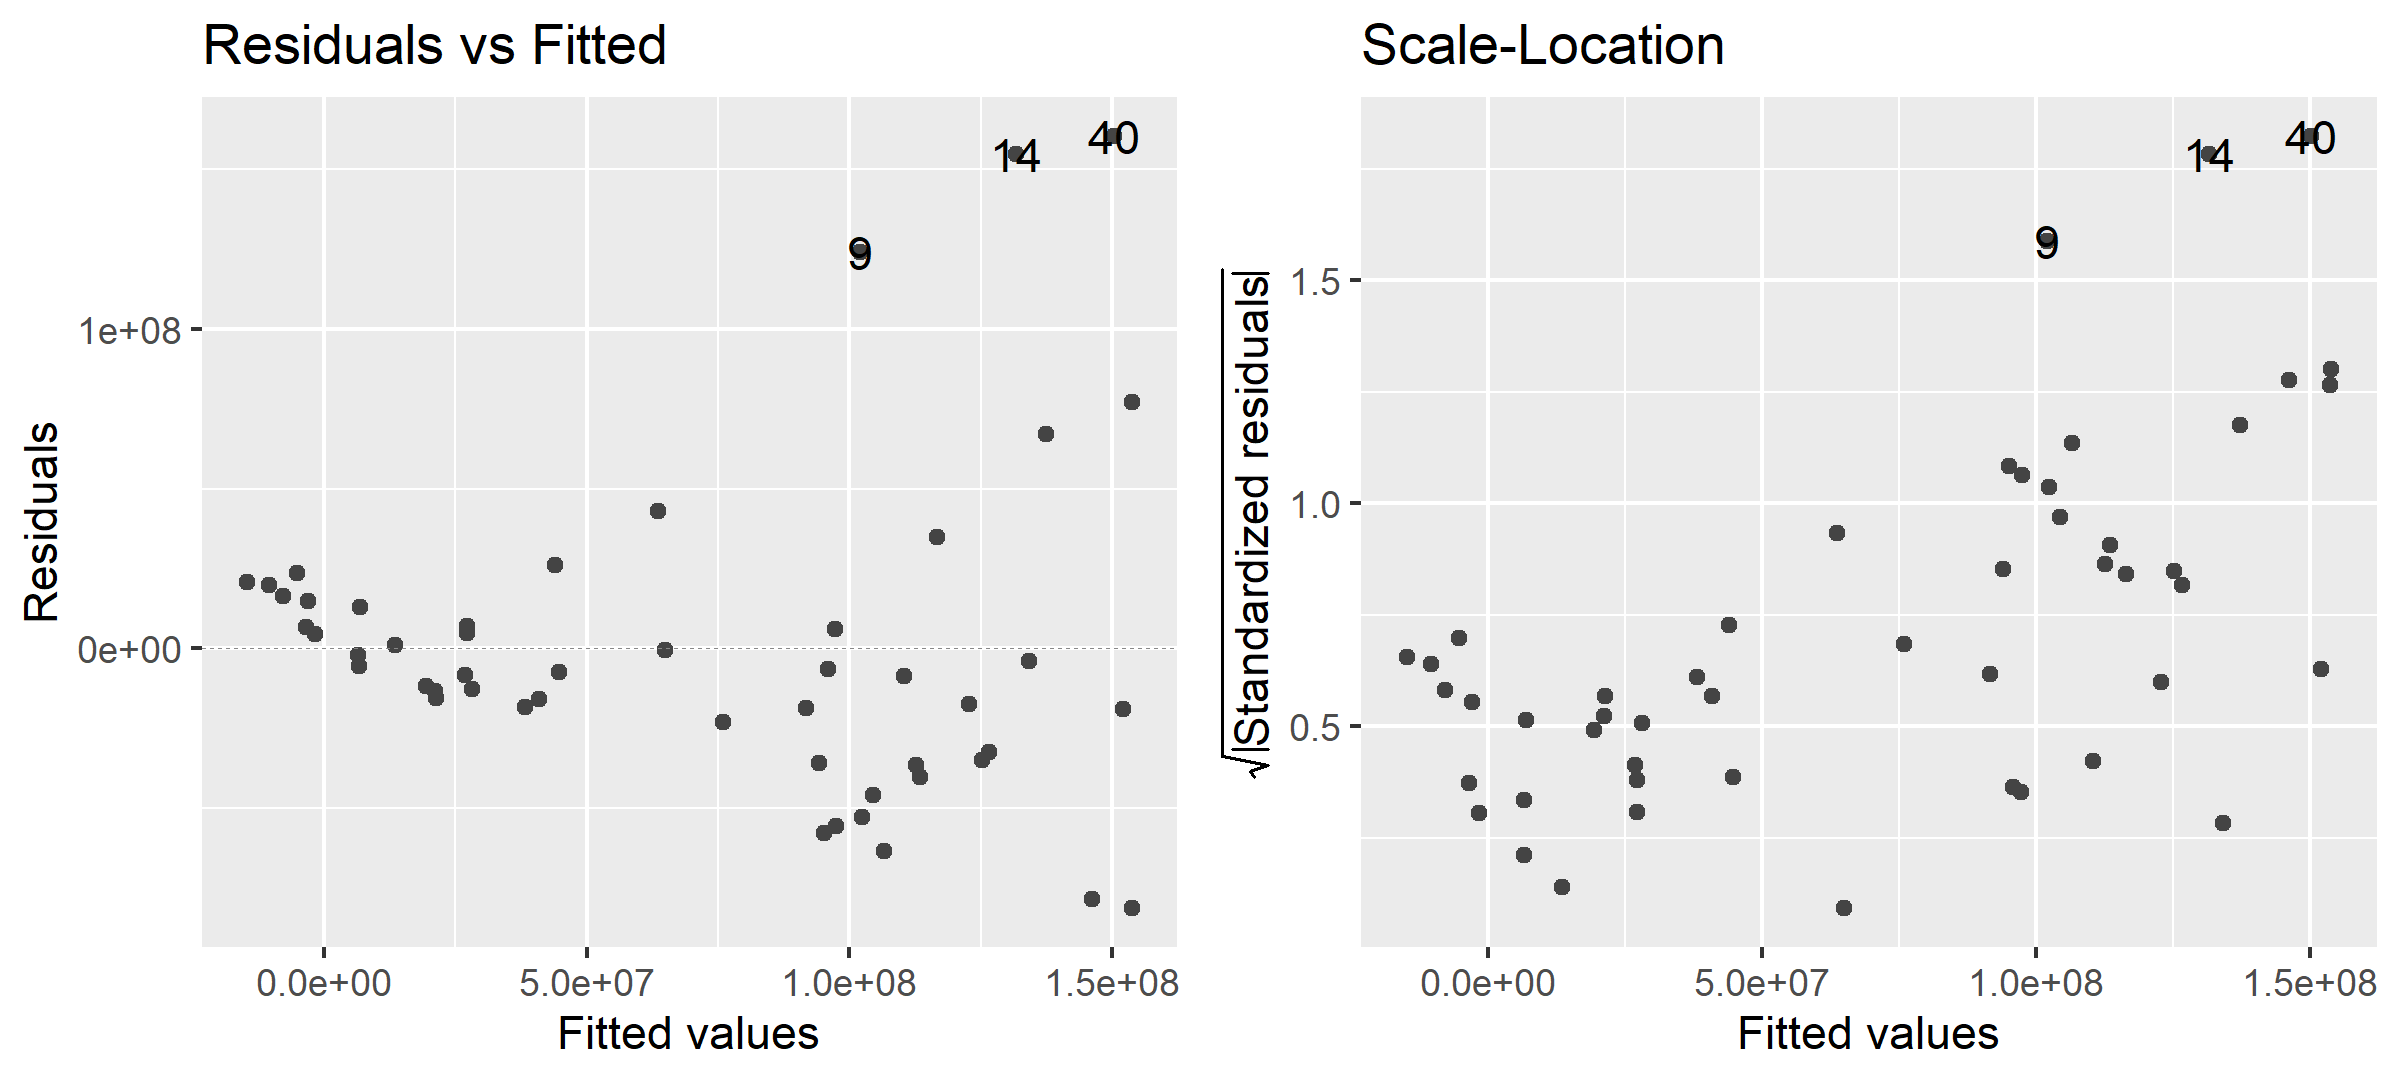 Residuals vs Fitted
40
14
9
1e+08
0e+00
Residuals
0.0e+00 5.0e+07 1.0e+08 1.5e+08
Fitted values
Scale-Location
40
14
9
1.5
1.0
0.5
√|Standardized residuals|
0.0e+00 5.0e+07 1.0e+08 1.5e+08
Fitted values